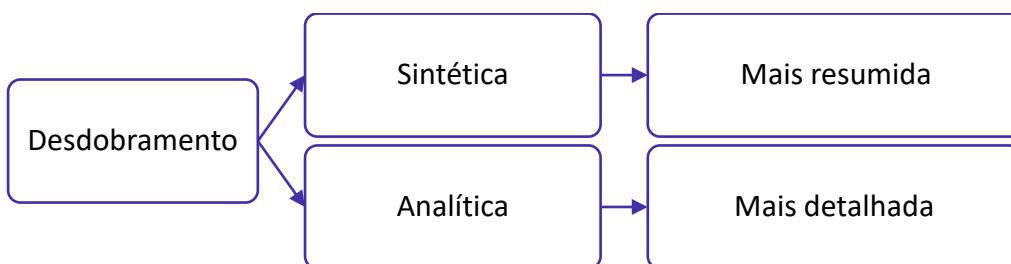 Desdobramento
Sintética
Mais resumida
Analítica
Mais detalhada